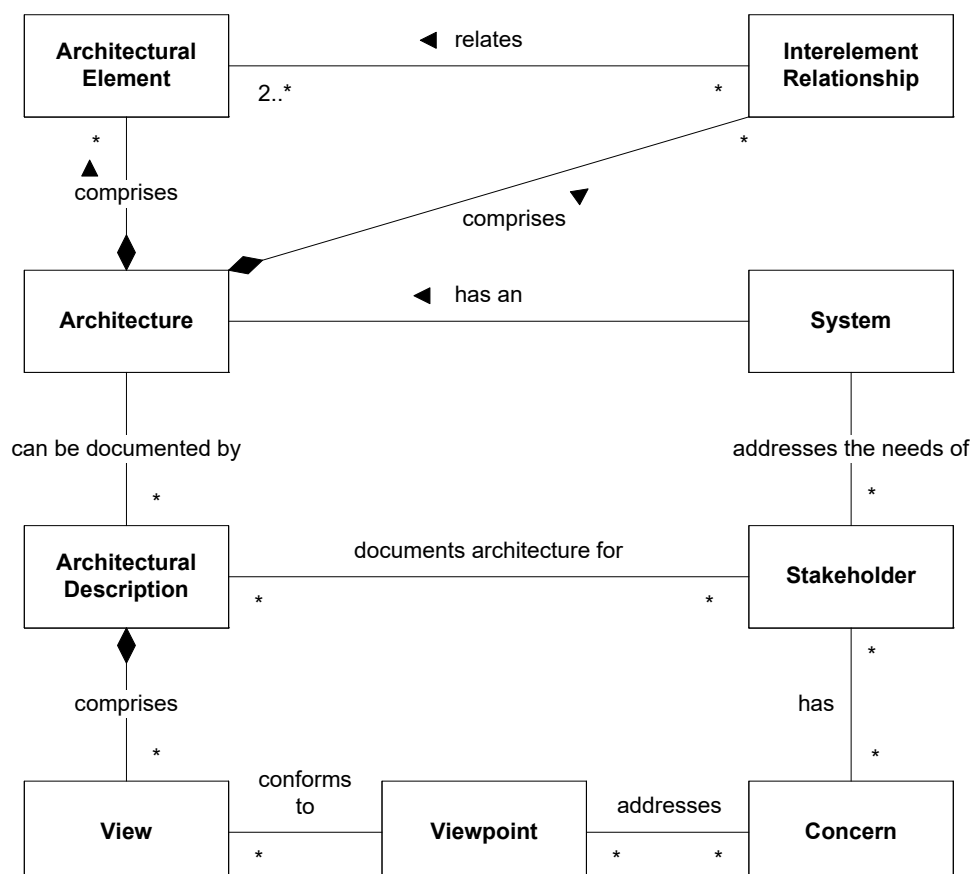 Architectural
Element
◄ relates
Interelement
Relationship
2..*
*
*
*
▲
comprises
comprises
▲
Architecture
◄ has an
System
can be documented by
addresses the needs of
*
*
Architectural
Description
documents architecture for
Stakeholder
*
*
*
comprises
has
*
*
View
conforms
to
Viewpoint
addresses
Concern
*
*
*